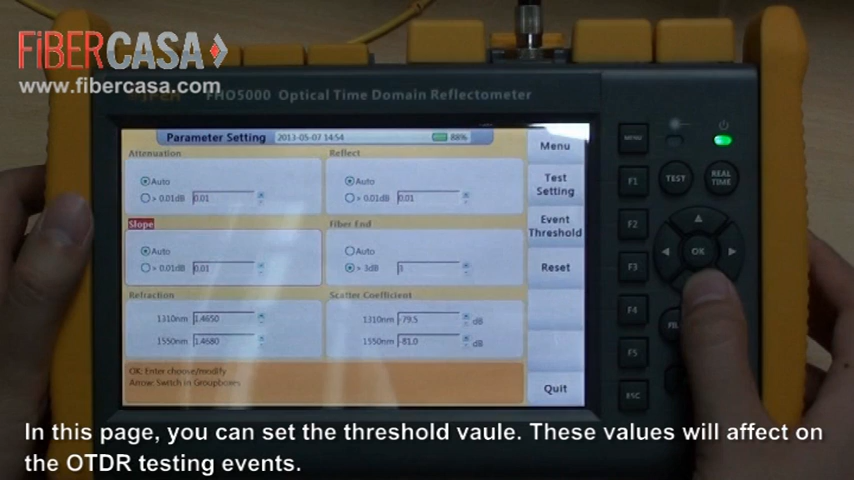 FiBERCASA
www.fibercasa.com
FHO5000 Optical Time Domain Reflectometer
Parameter Setting 2013-05-07 14:54 88%
Menu
Attenuation Reflect
Auto Auto
> 0.01dB 0.01 > 0.01dB 0.01
Test Setting
Slope Fiber End
Event Threshold
Auto Auto
> 0.01dB 0.01 > 3dB 3
Reset
Refraction Scatter Coefficient
1310nm 1.4650 1310nm -79.5 dB
1550nm 1.4680 1550nm -81.0 dB
OK: Enter choose/modify
Arrow: Switch in Groupboxes
Quit
MENU
F1 TEST REAL TIME
F2
OK
F3
F4
F5
ESC
In this page, you can set the threshold vaule. These values will affect on
the OTDR testing events.